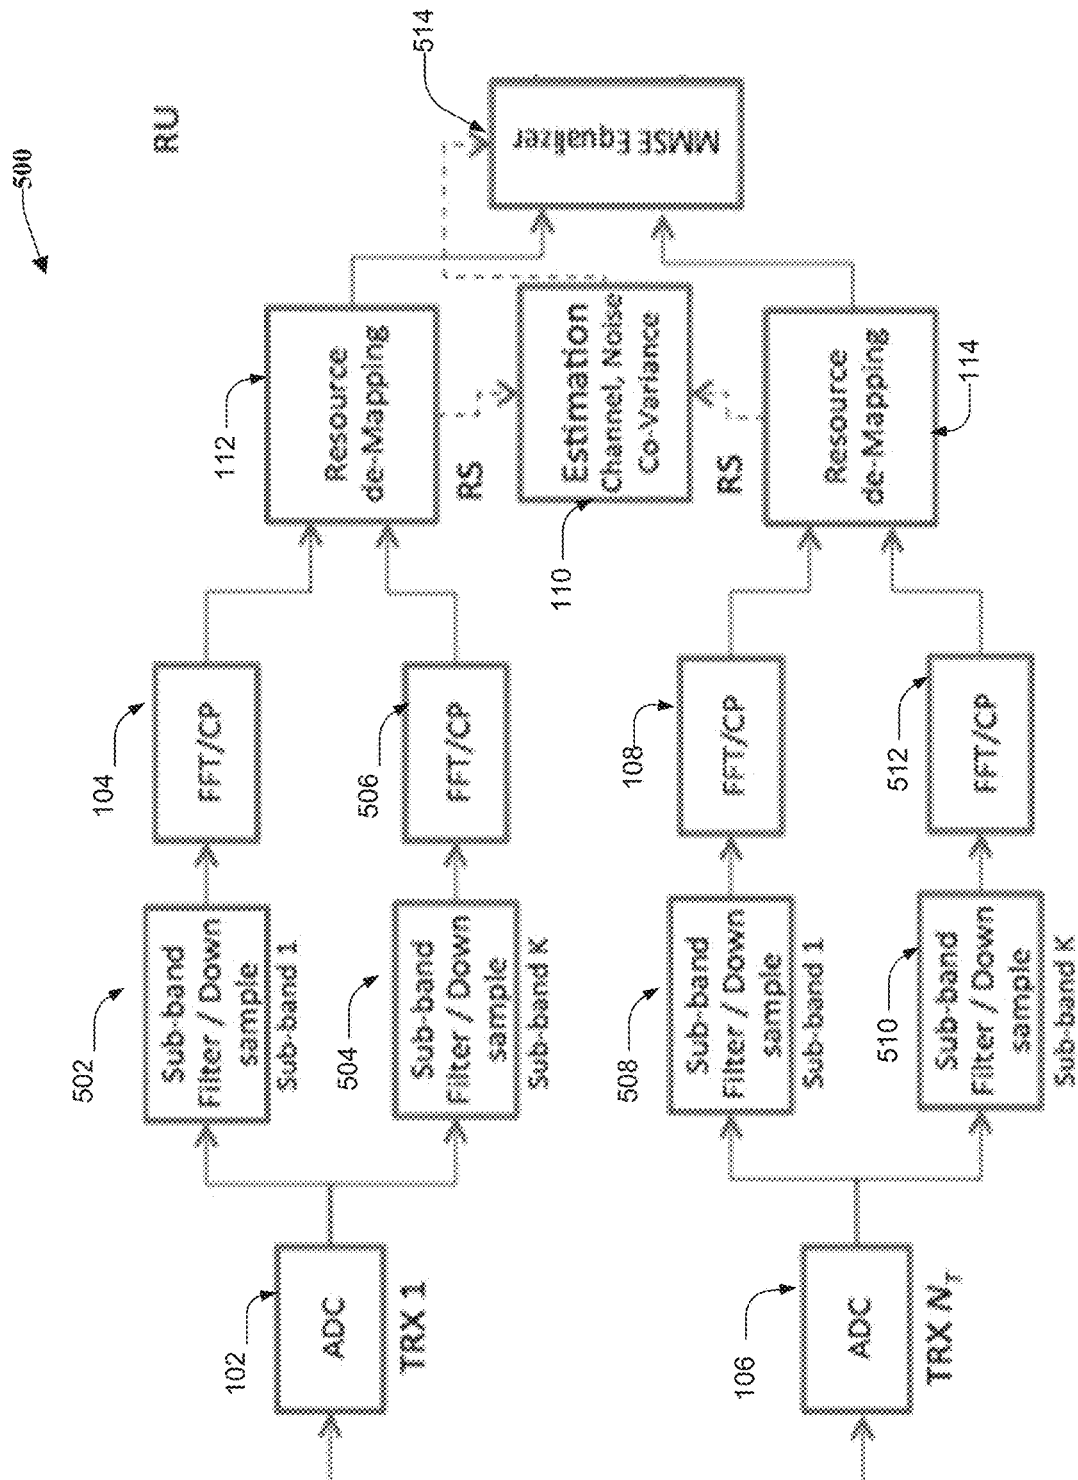 500
RU
102
ADC
TRX 1
502
Sub-band
Filter / Down
sample
Sub-band 1
104
FFT/CP
504
Sub-band
Filter / Down
sample
Sub-band K
506
FFT/CP
112
Resource
de-Mapping
RS
110
Estimation
Channel, Noise
Co-Variance
RS
514
MMSE Equalizer
106
ADC
TRX N_T
508
Sub-band
Filter / Down
sample
Sub-band 1
108
FFT/CP
510
Sub-band
Filter / Down
sample
Sub-band K
512
FFT/CP
Resource
de-Mapping
114